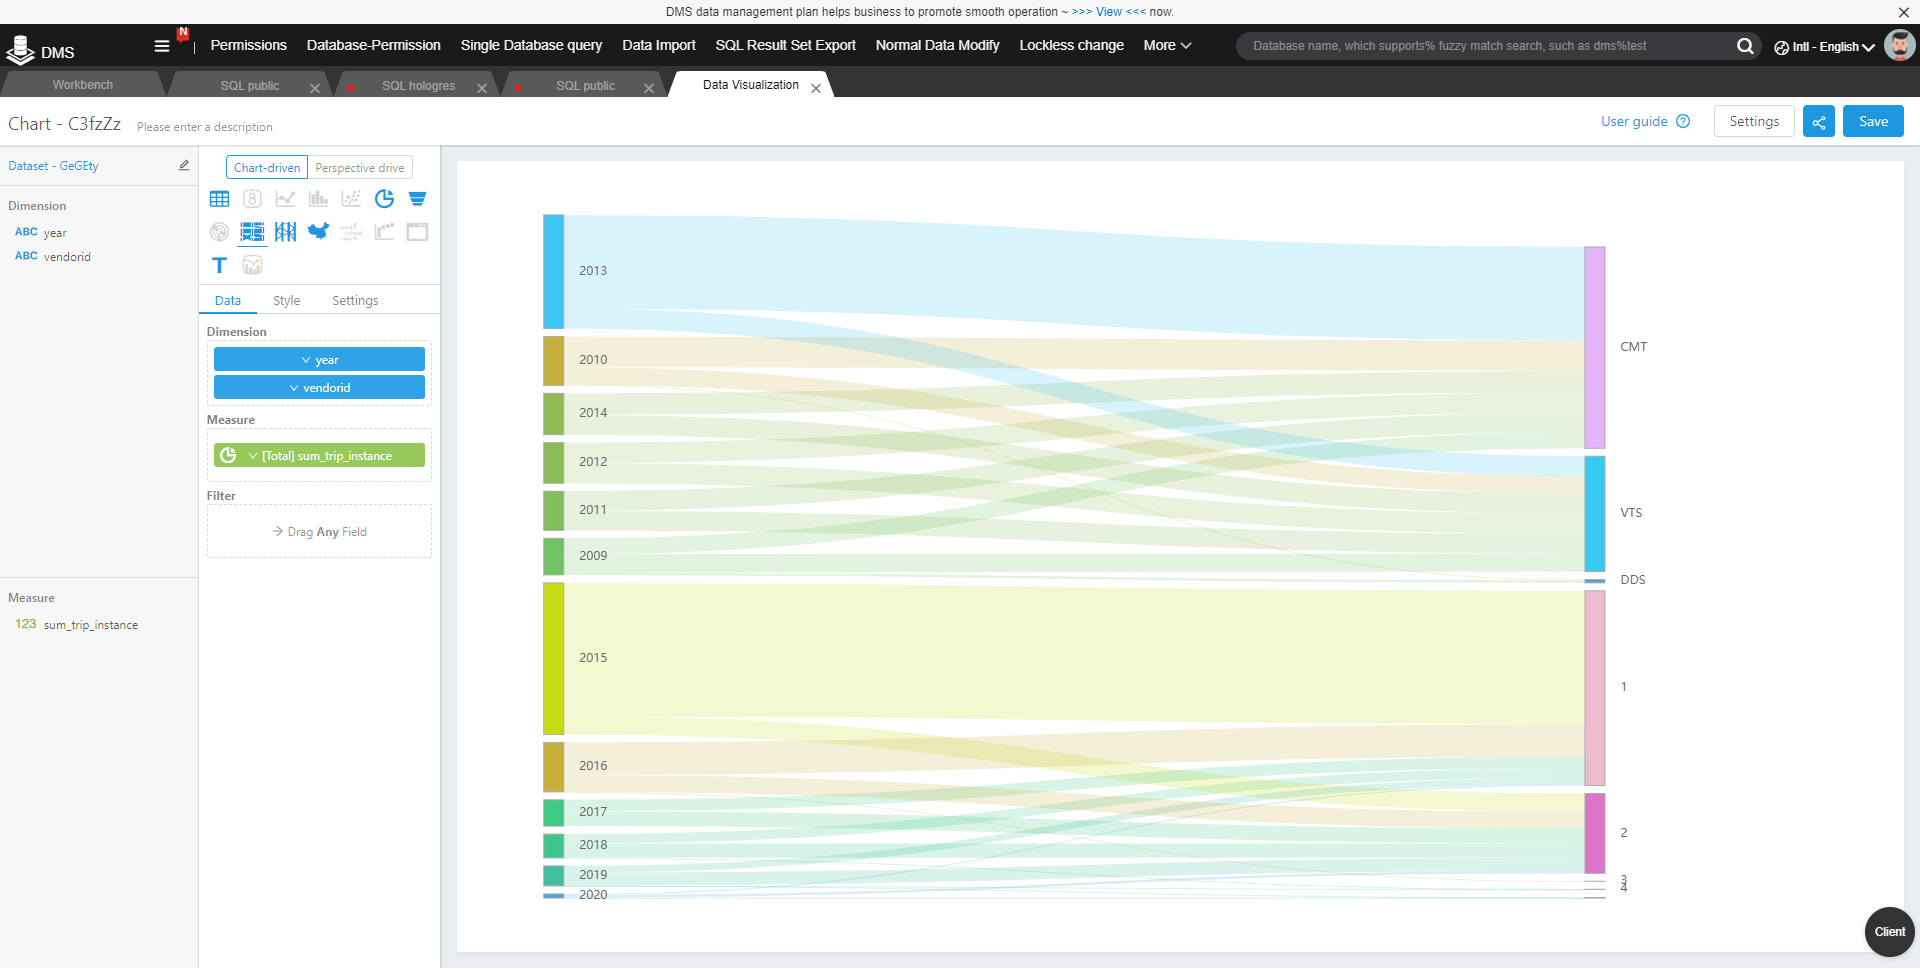 DMS data management plan helps business to promote smooth operation ~ >>> View <<< now.
DMS
N
Permissions Database-Permission Single Database query Data Import SQL Result Set Export Normal Data Modify Lockless change More
Database name, which supports% fuzzy match search, such as dms%test
Intl - English
Workbench SQL public SQL hologres SQL public Data Visualization
Chart - C3fzZz Please enter a description
User guide Settings Save
Dataset - GeGEty
Dimension
ABC year
ABC vendorid
Measure
123 sum_trip_instance
Chart-driven Perspective drive
8
T
Data Style Settings
Dimension
year
vendorid
Measure
[Total] sum_trip_instance
Filter
Drag Any Field
2013
2010
2014
2012
2011
2009
2015
2016
2017
2018
2019
2020
CMT
VTS
DDS
1
2
3
4
Client